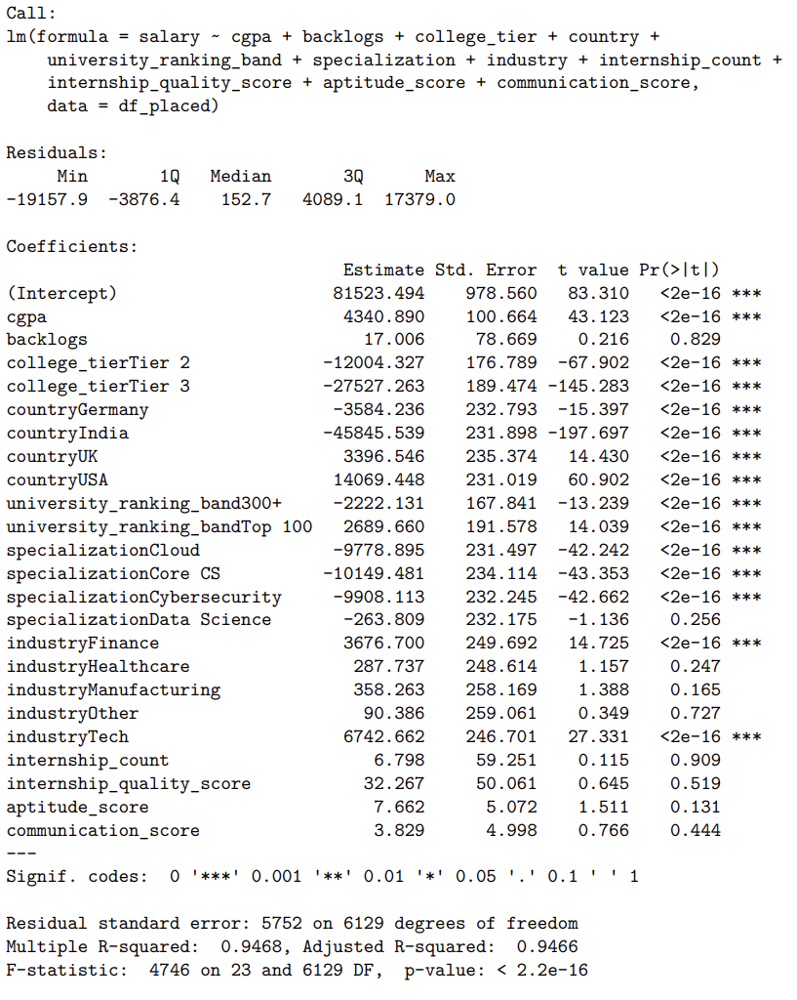 Call:
lm(formula = salary ~ cgpa + backlogs + college_tier + country +
    university_ranking_band + specialization + industry + internship_count +
    internship_quality_score + aptitude_score + communication_score,
    data = df_placed)

Residuals:
     Min       1Q   Median       3Q      Max
-19157.9  -3876.4    152.7   4089.1  17379.0

Coefficients:
                                Estimate Std. Error  t value Pr(>|t|)
(Intercept)                    81523.494    978.560   83.310   <2e-16 ***
cgpa                            4340.890    100.664   43.123   <2e-16 ***
backlogs                          17.006     78.669    0.216    0.829
college_tierTier 2            -12004.327    176.789  -67.902   <2e-16 ***
college_tierTier 3            -27527.263    189.474 -145.283   <2e-16 ***
countryGermany                 -3584.236    232.793  -15.397   <2e-16 ***
countryIndia                  -45845.539    231.898 -197.697   <2e-16 ***
countryUK                       3396.546    235.374   14.430   <2e-16 ***
countryUSA                     14069.448    231.019   60.902   <2e-16 ***
university_ranking_band300+    -2222.131    167.841  -13.239   <2e-16 ***
university_ranking_bandTop 100  2689.660    191.578   14.039   <2e-16 ***
specializationCloud            -9778.895    231.497  -42.242   <2e-16 ***
specializationCore CS         -10149.481    234.114  -43.353   <2e-16 ***
specializationCybersecurity    -9908.113    232.245  -42.662   <2e-16 ***
specializationData Science      -263.809    232.175   -1.136    0.256
industryFinance                 3676.700    249.692   14.725   <2e-16 ***
industryHealthcare               287.737    248.614    1.157    0.247
industryManufacturing            358.263    258.169    1.388    0.165
industryOther                     90.386    259.061    0.349    0.727
industryTech                    6742.662    246.701   27.331   <2e-16 ***
internship_count                   6.798     59.251    0.115    0.909
internship_quality_score          32.267     50.061    0.645    0.519
aptitude_score                     7.662      5.072    1.511    0.131
communication_score                3.829      4.998    0.766    0.444
---
Signif. codes:  0 '***' 0.001 '**' 0.01 '*' 0.05 '.' 0.1 ' ' 1

Residual standard error: 5752 on 6129 degrees of freedom
Multiple R-squared:  0.9468, Adjusted R-squared:  0.9466
F-statistic:  4746 on 23 and 6129 DF,  p-value: < 2.2e-16